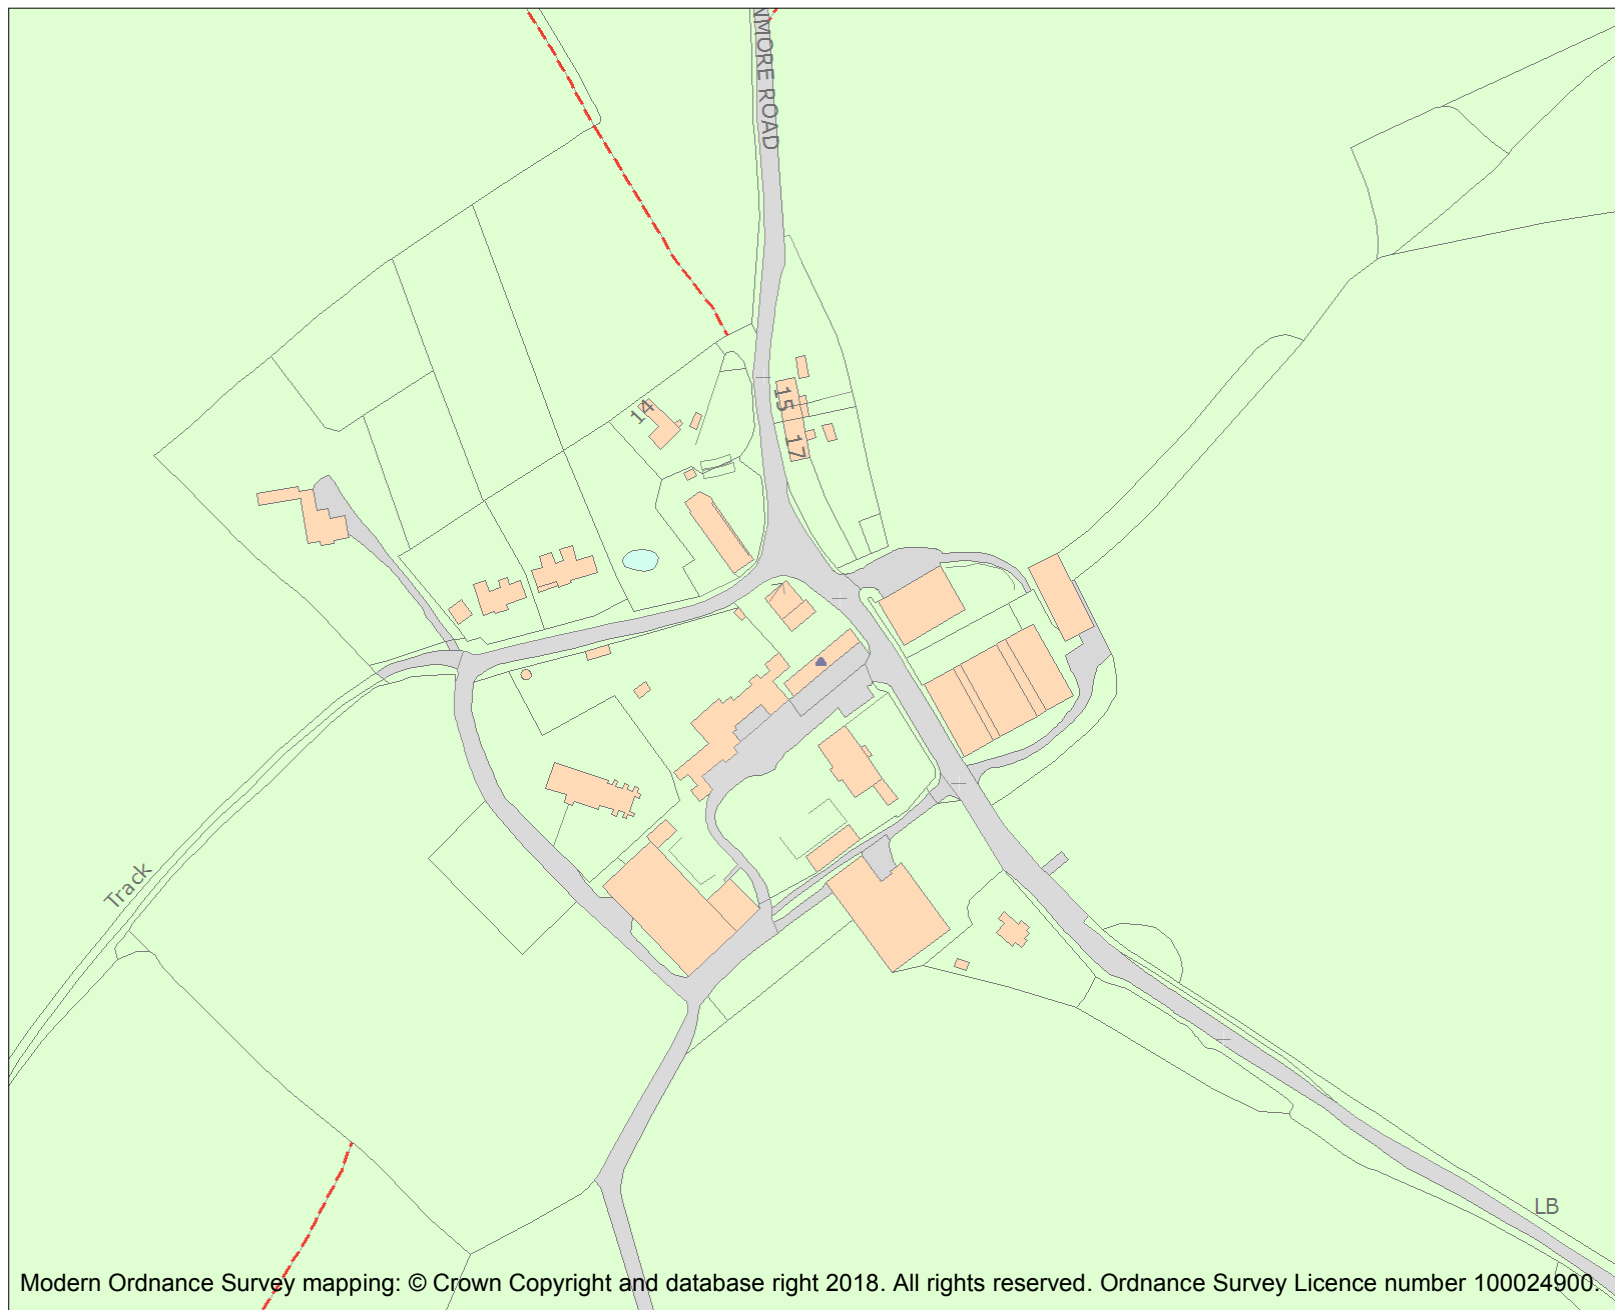 NMORE ROAD
14
15
17
Track
LB
Modern Ordnance Survey mapping: © Crown Copyright and database right 2018. All rights reserved. Ordnance Survey Licence number 100024900.